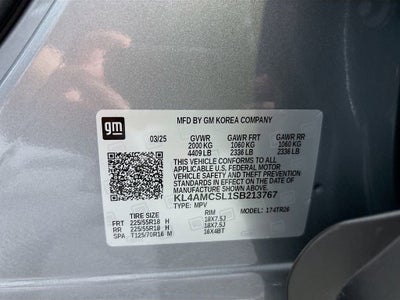 gm
MFD BY GM KOREA COMPANY
03/25 GVWR GAWR FRT GAWR RR
2000 KG 1060 KG 1060 KG
4409 LB 2336 LB 2336 LB
THIS VEHICLE CONFORMS TO ALL
APPLICABLE U.S. FEDERAL MOTOR
VEHICLE SAFETY AND THEFT PREVENTION
STANDARDS IN EFFECT ON THE DATE OF
MANUFACTURE SHOWN ABOVE.
KL4AMCSL1SB213767
TYPE: MPV MODEL: 174TR26
TIRE SIZE RIM
FRT 225/55R18 H 18X7.5J
RR 225/55R18 H 18X7.5J
SPA T125/70R16 M 16X4BT